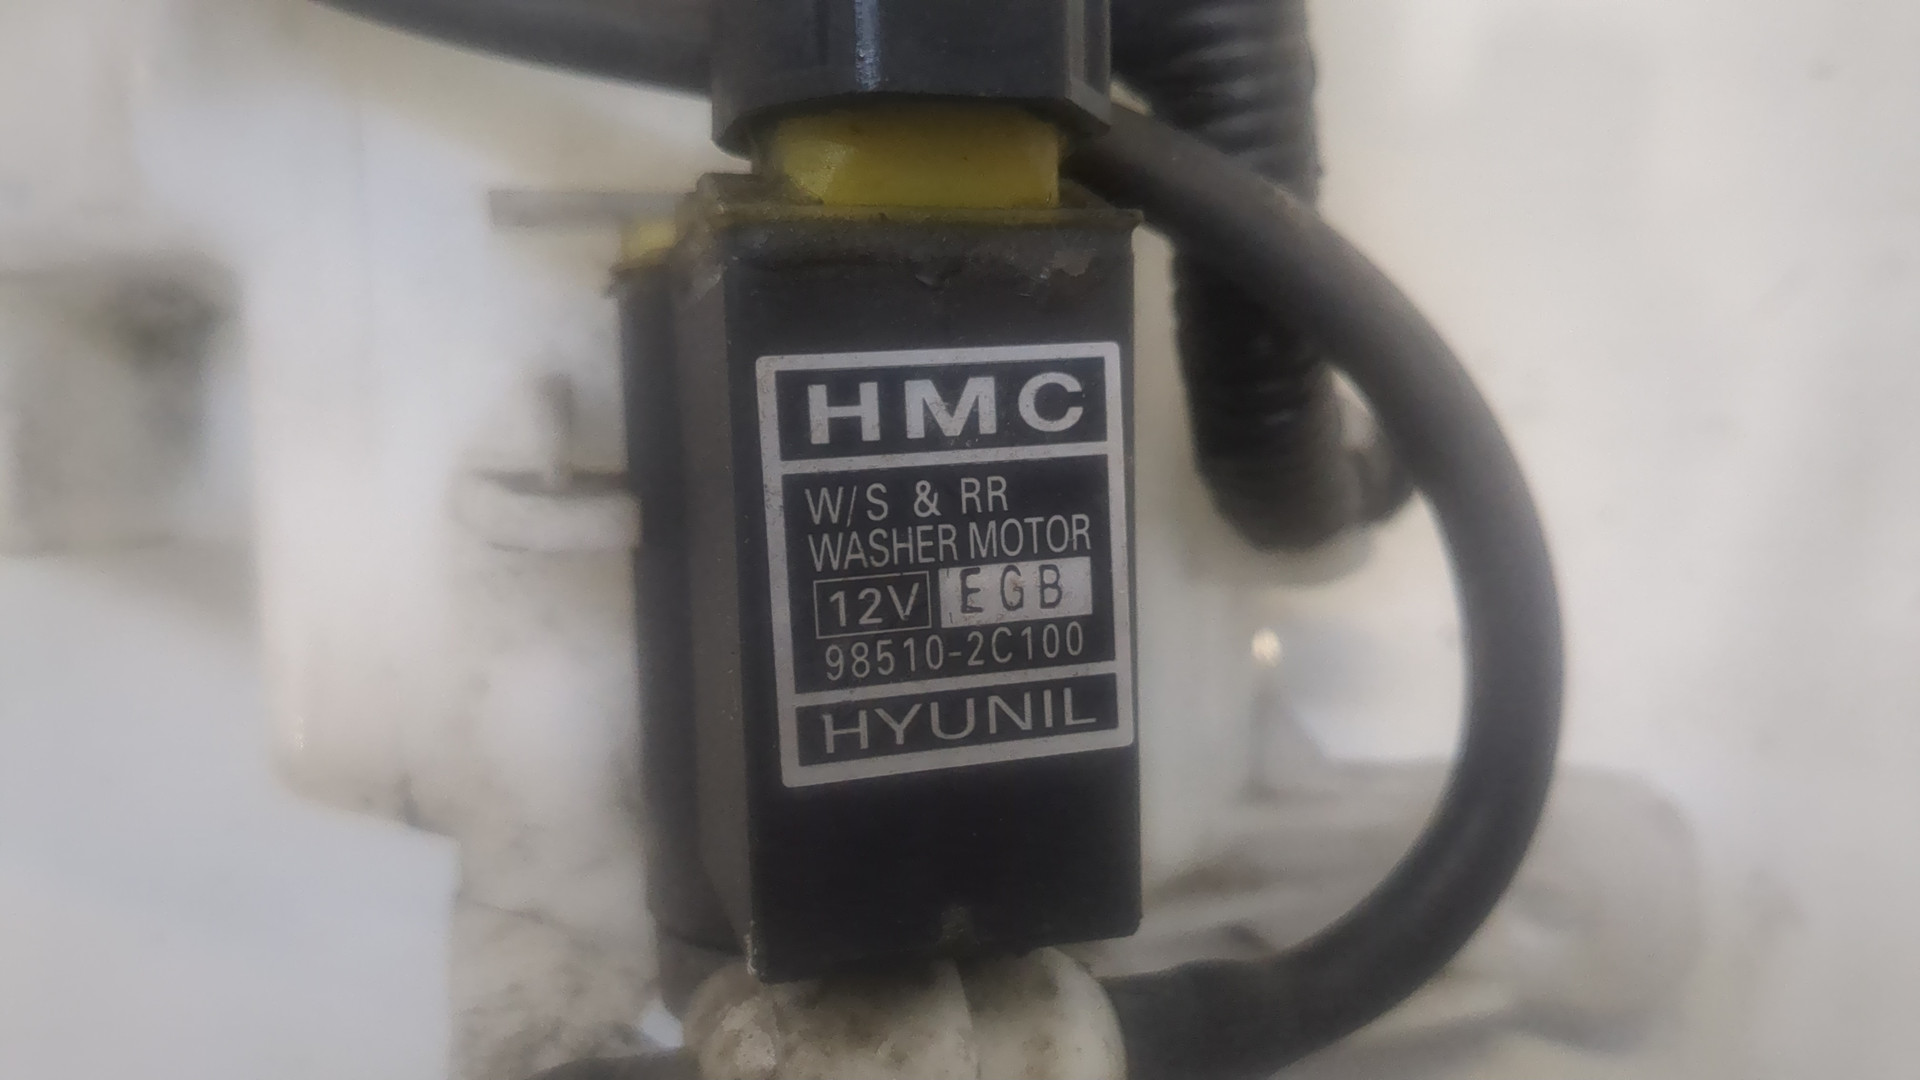 HMC
W/S & RR
WASHER MOTOR
12V EGB
98510-2C100
HYUNIL